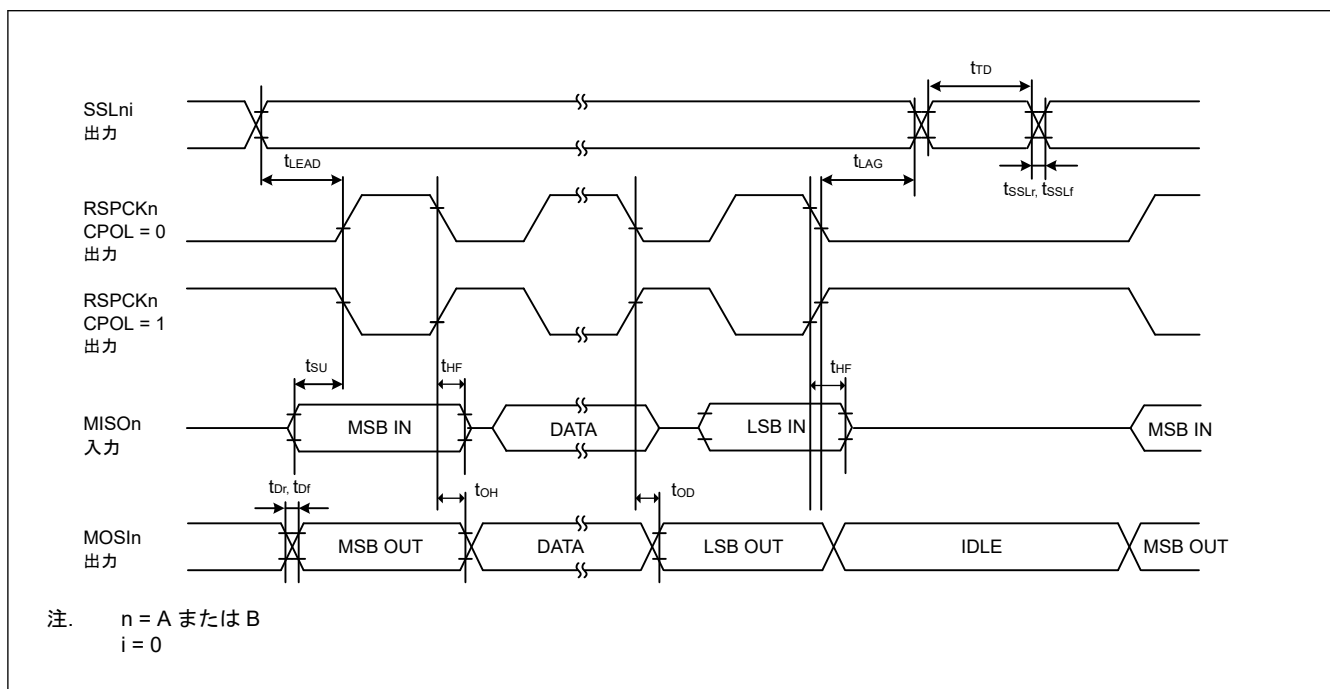 tTD
SSLni
出力
tLEAD
tLAG
tSSLr, tSSLf
RSPCKn
CPOL = 0
出力
RSPCKn
CPOL = 1
出力
tSU
tHF
tHF
MISOn
入力
MSB IN
DATA
LSB IN
MSB IN
tDr, tDf
tOH
tOD
MOSIn
出力
MSB OUT
DATA
LSB OUT
IDLE
MSB OUT
注. n = A または B
i = 0